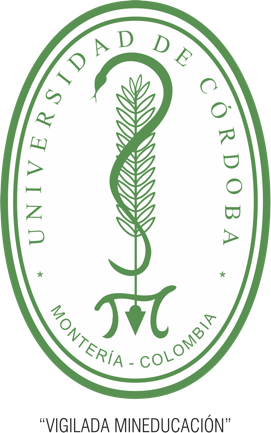 UNIVERSIDAD DE CÓRDOBA
* MONTERÍA - COLOMBIA *
“VIGILADA MINEDUCACIÓN”